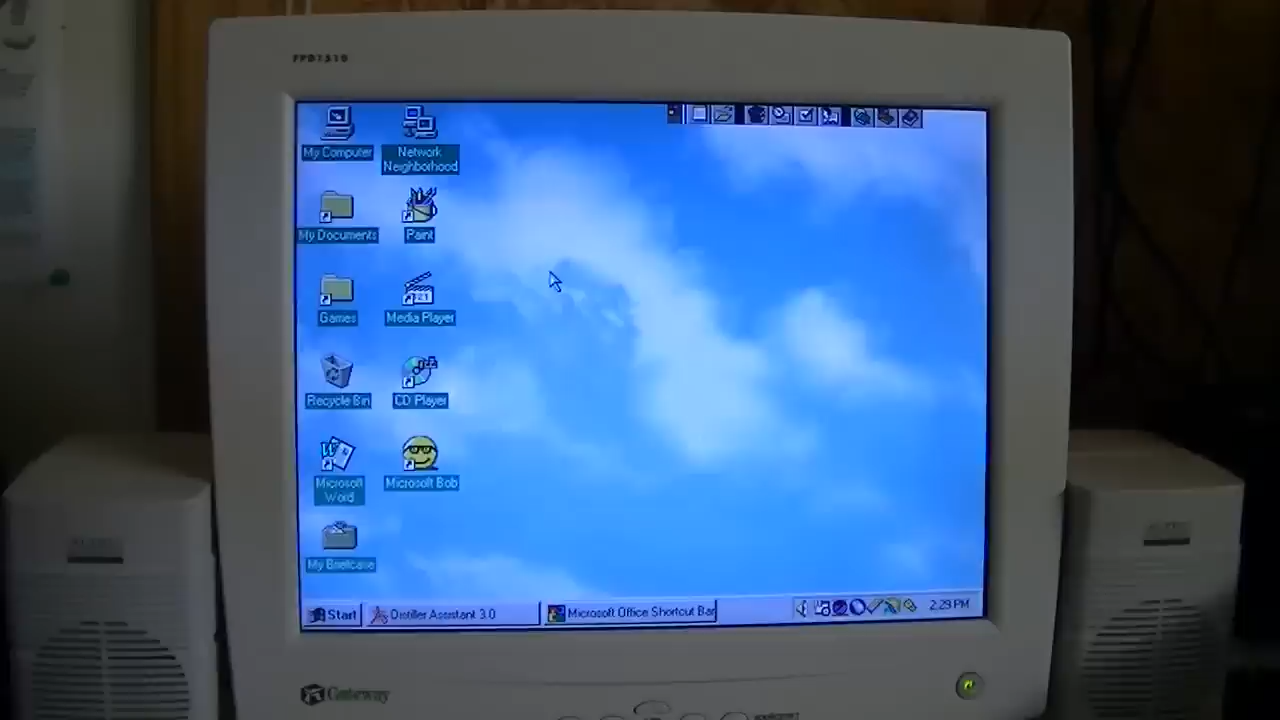 FPD1510
My Computer
Network
Neighborhood
My Documents
Paint
Games
Media Player
Recycle Bin
CD Player
Microsoft
Word
Microsoft Bob
My Briefcase
Start
Distiller Assistant 3.0
Microsoft Office Shortcut Bar
2:29 PM
Gateway